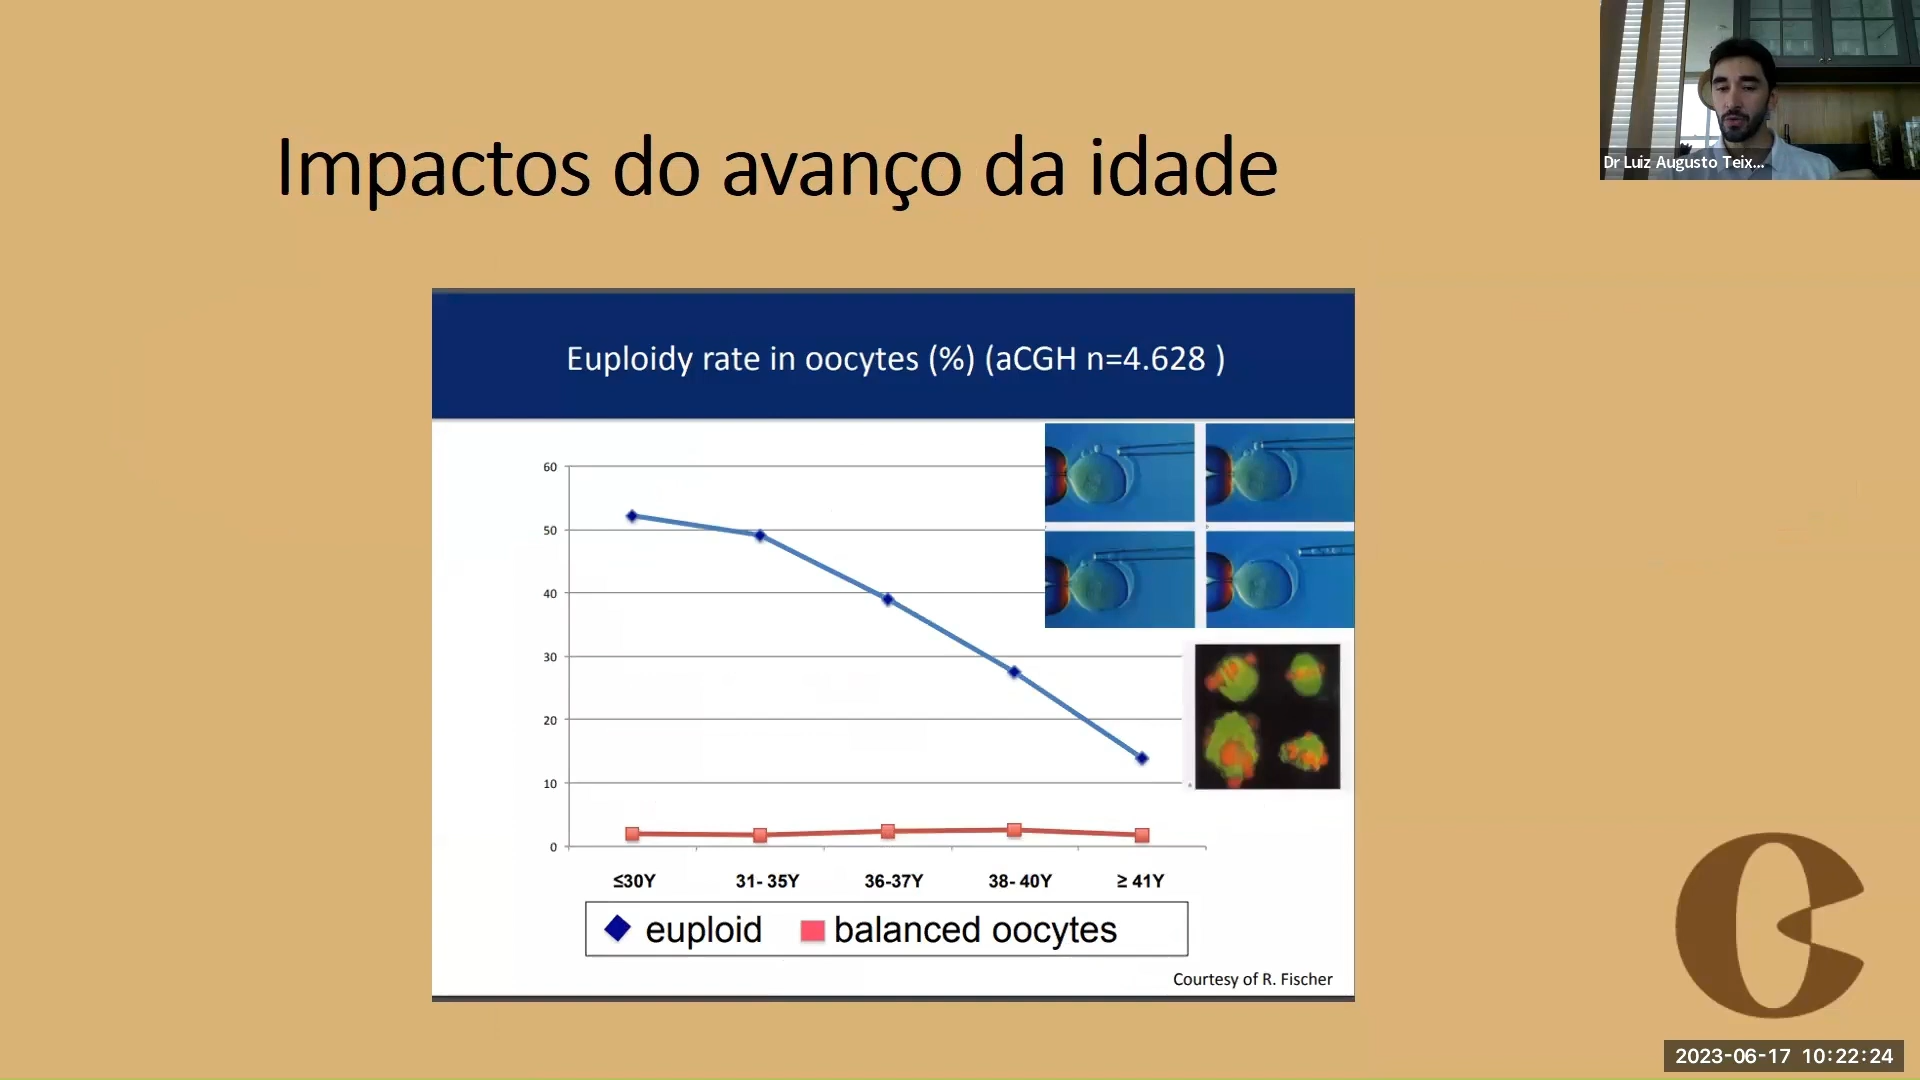 Impactos do avanço da idade
Dr Luiz Augusto Teix...
Euploidy rate in oocytes (%) (aCGH n=4.628 )
60
50
40
30
20
10
0
≤30Y 31- 35Y 36-37Y 38- 40Y ≥ 41Y
euploid balanced oocytes
Courtesy of R. Fischer
2023-06-17 10:22:24